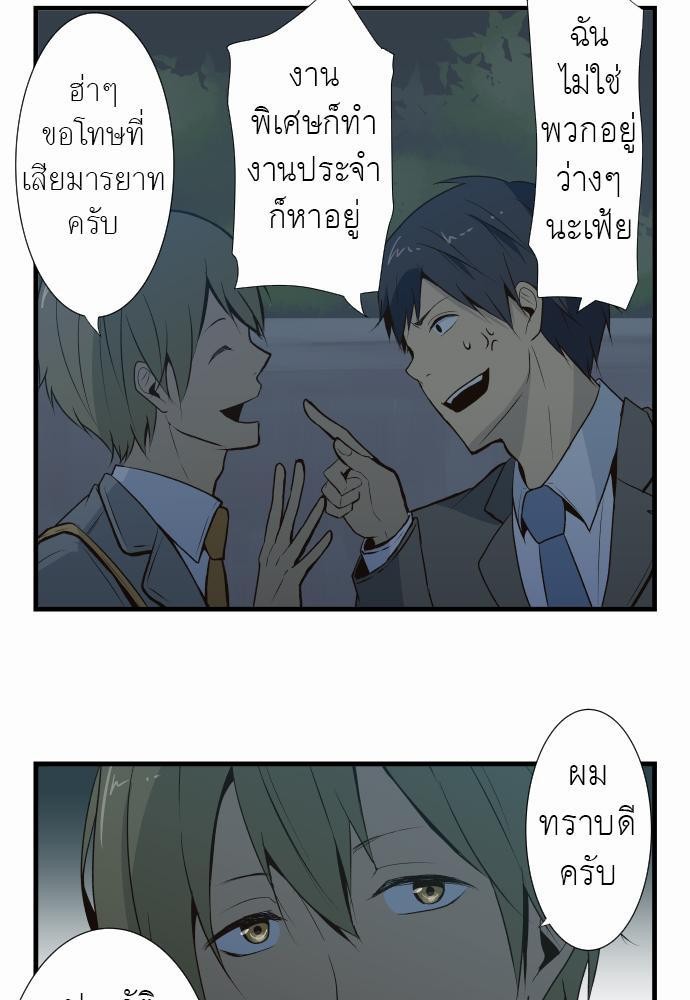 ฉัน
ไม่ใช่
พวกอยู่
ว่างๆ
นะเฟ้ย
งาน
พิเศษก็ทำ
งานประจำ
ก็หาอยู่
ฮ่าๆ
ขอโทษที่
เสียมารยาท
ครับ
ผม
ทราบดี
ครับ